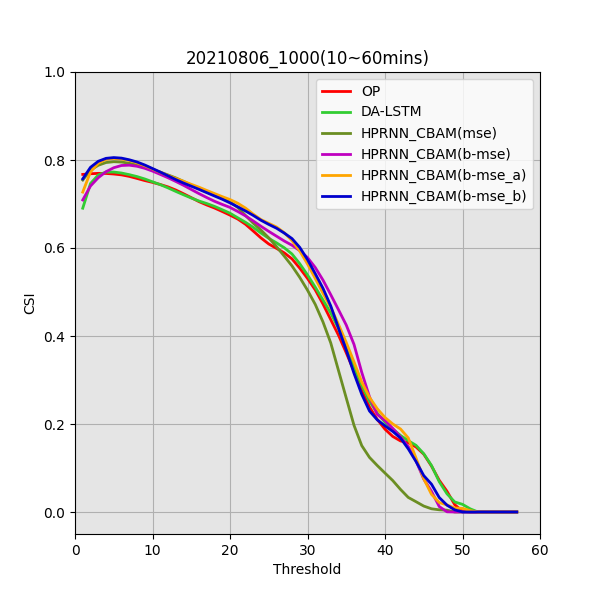 20210806_1000(10~60mins)
1.0
0.8
0.6
0.4
0.2
0.0
CSI
OP
DA-LSTM
HPRNN_CBAM(mse)
HPRNN_CBAM(b-mse)
HPRNN_CBAM(b-mse_a)
HPRNN_CBAM(b-mse_b)
0 10 20 30 40 50 60
Threshold